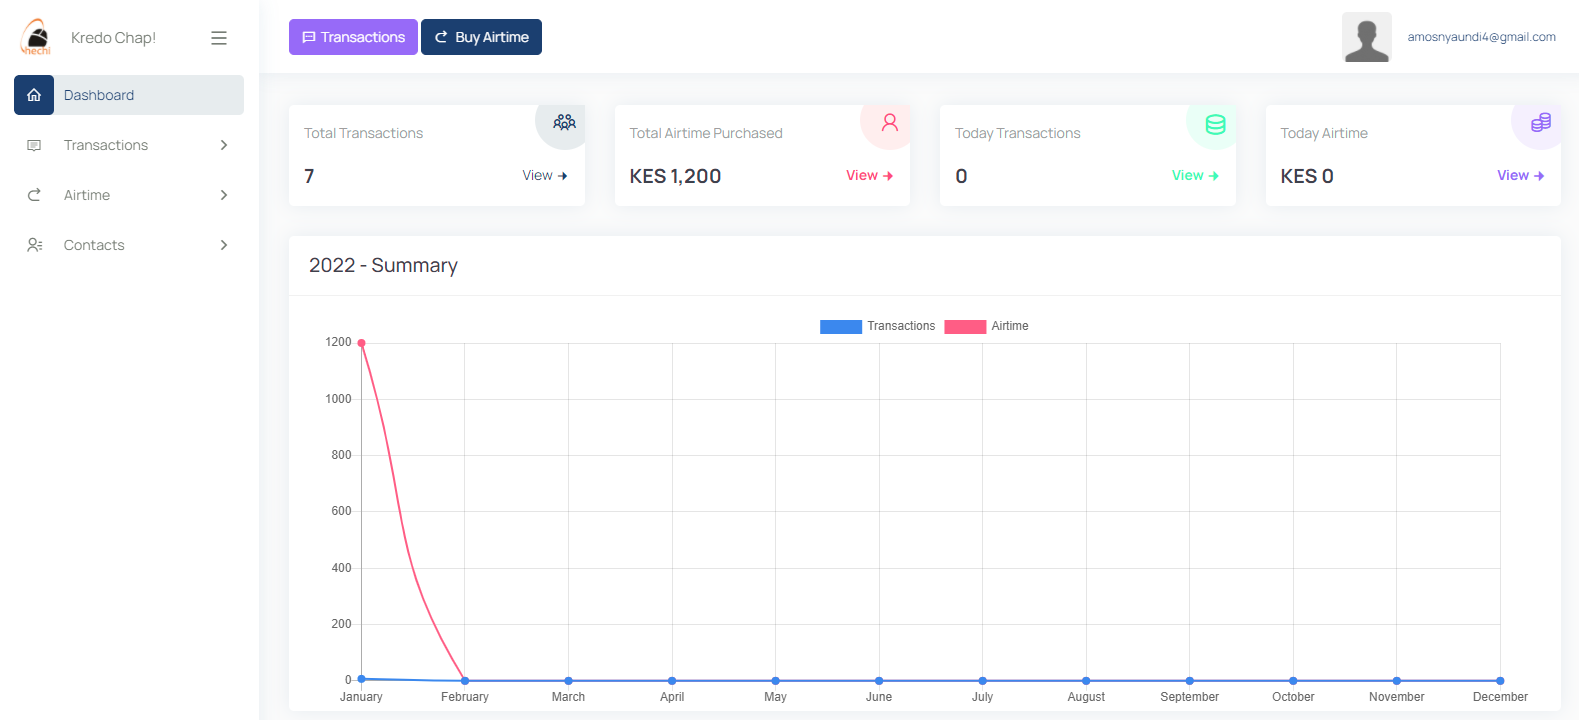 hechi
Kredo Chap!
Transactions
Buy Airtime
amosnyaundi4@gmail.com
Dashboard
Transactions
Airtime
Contacts
Total Transactions
7
View
Total Airtime Purchased
KES 1,200
View
Today Transactions
0
View
Today Airtime
KES 0
View
2022 - Summary
Transactions Airtime
1200
1000
800
600
400
200
0
January February March April May June July August September October November December